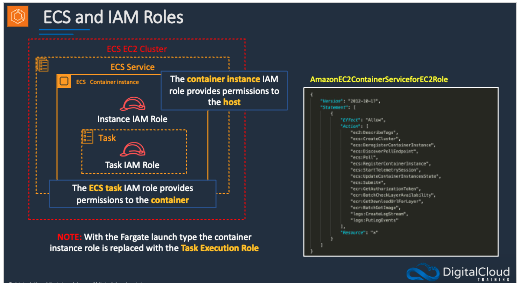 ECS and IAM Roles
ECS EC2 Cluster
ECS Service
ECS Container instance
The container instance IAM
role provides permissions to
the host
Instance IAM Role
Task
Task IAM Role
The ECS task IAM role provides
permissions to the container
NOTE: With the Fargate launch type the container
instance role is replaced with the Task Execution Role
AmazonEC2ContainerServiceforEC2Role
{
"Version": "2012-10-17",
"Statement": [
{
"Effect": "Allow",
"Action": [
"ec2:DescribeTags",
"ecs:CreateCluster",
"ecs:DeregisterContainerInstance",
"ecs:DiscoverPollEndpoint",
"ecs:Poll",
"ecs:RegisterContainerInstance",
"ecs:StartTelemetrySession",
"ecs:UpdateContainerInstancesState",
"ecs:Submit*",
"ecr:GetAuthorizationToken",
"ecr:BatchCheckLayerAvailability",
"ecr:GetDownloadUrlForLayer",
"ecr:BatchGetImage",
"logs:CreateLogStream",
"logs:PutLogEvents"
],
"Resource": "*"
}
]
}
DigitalCloud
TRAINING